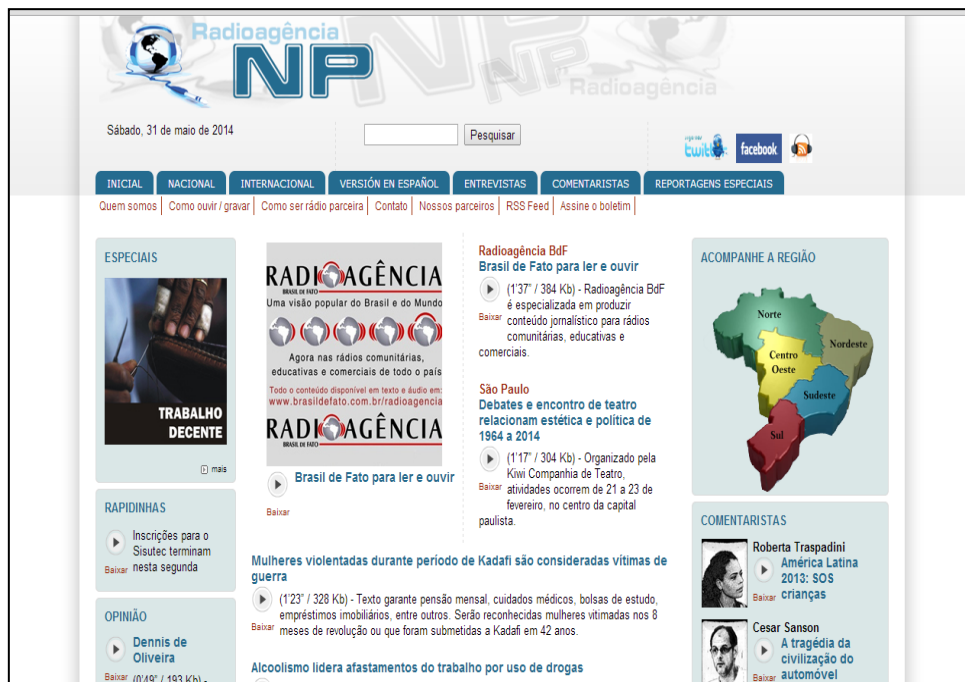 Radioagência
NP
Radioagência
Sábado, 31 de maio de 2014
Pesquisar
twitter
facebook
INICIAL
NACIONAL
INTERNACIONAL
VERSIÓN EN ESPAÑOL
ENTREVISTAS
COMENTARISTAS
REPORTAGENS ESPECIAIS
Quem somos
Como ouvir / gravar
Como ser rádio parceira
Contato
Nossos parceiros
RSS Feed
Assine o boletim
ESPECIAIS
TRABALHO
DECENTE
mais
RAPIDINHAS
Inscrições para o
Sisutec terminam
Baixar nesta segunda
OPINIÃO
Dennis de
Oliveira
Baixar (0'49" / 193 Kb) -
RADIOAGÊNCIA
BRASIL DE FATO
Uma visão popular do Brasil e do Mundo
Agora nas rádios comunitárias,
educativas e comerciais de todo o país
Todo o conteúdo disponível em texto e áudio em:
www.brasildefato.com.br/radioagencia
RADIOAGÊNCIA
BRASIL DE FATO
Brasil de Fato para ler e ouvir
Baixar
Radioagência BdF
Brasil de Fato para ler e ouvir
(1'37" / 384 Kb) - Radioagência BdF
é especializada em produzir
Baixar conteúdo jornalístico para rádios
comunitárias, educativas e
comerciais.
São Paulo
Debates e encontro de teatro
relacionam estética e política de
1964 a 2014
(1'17" / 304 Kb) - Organizado pela
Kiwi Companhia de Teatro,
Baixar atividades ocorrem de 21 a 23 de
fevereiro, no centro da capital
paulista.
Mulheres violentadas durante período de Kadafi são consideradas vítimas de
guerra
(1'23" / 328 Kb) - Texto garante pensão mensal, cuidados médicos, bolsas de estudo,
empréstimos imobiliários, entre outros. Serão reconhecidas mulheres vitimadas nos 8
Baixar meses de revolução ou que foram submetidas a Kadafi em 42 anos.
Alcoolismo lidera afastamentos do trabalho por uso de drogas
ACOMPANHE A REGIÃO
Norte
Nordeste
Centro
Oeste
Sudeste
Sul
COMENTARISTAS
Roberta Traspadini
América Latina
2013: SOS
Baixar crianças
Cesar Sanson
A tragédia da
civilização do
Baixar automóvel